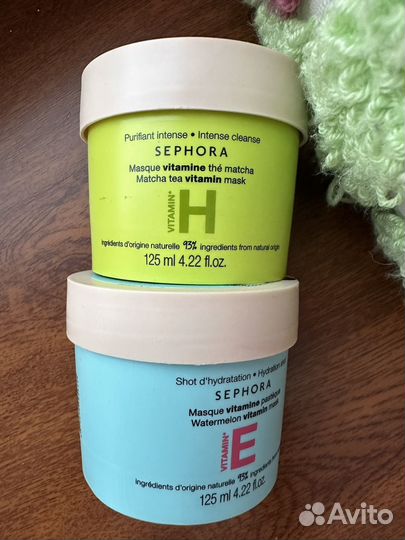 Purifiant intense • Intense cleanse
SEPHORA
Masque vitamine thé matcha
Matcha tea vitamin mask
VITAMIN*
H
Ingrédients d'origine naturelle 93% ingredients from natural origin
125 ml 4.22 fl.oz.
Shot d'hydratation • Hydration
SEPHORA
Masque vitamine pastèque
Watermelon vitamin mask
VITAMIN*
E
Ingrédients d'origine naturelle 93% ingredients
125 ml 4.22 fl.oz.
Avito